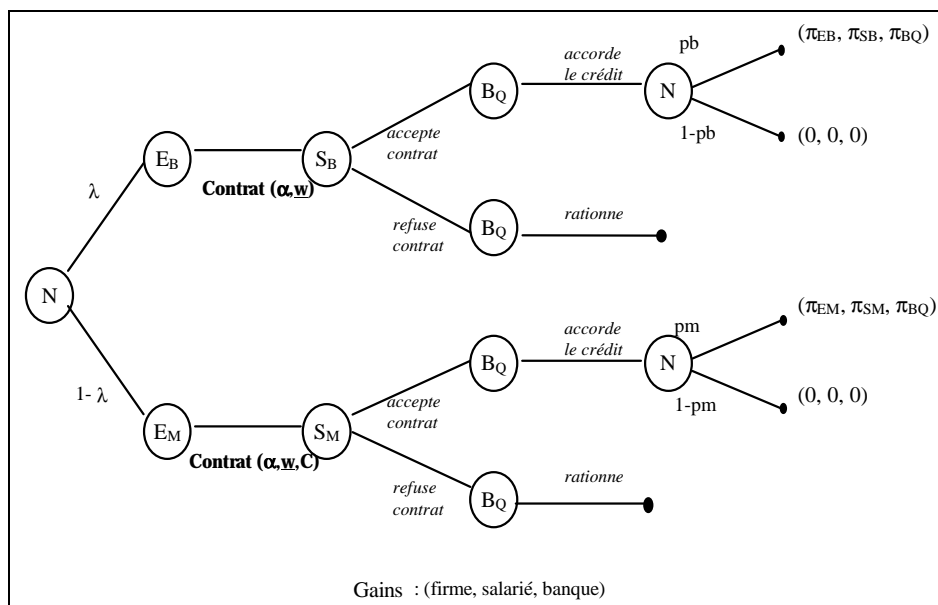 pb
(πEB, πSB, πBQ)
accorde
le crédit
BQ
N
accepte
contrat
1-pb
(0, 0, 0)
EB
SB
λ
Contrat (α,w)
refuse
contrat
BQ
rationne
N
pm
(πEM, πSM, πBQ)
accorde
le crédit
BQ
N
1- λ
accepte
contrat
1-pm
(0, 0, 0)
EM
SM
Contrat (α,w,C)
refuse
contrat
BQ
rationne
Gains : (firme, salarié, banque)